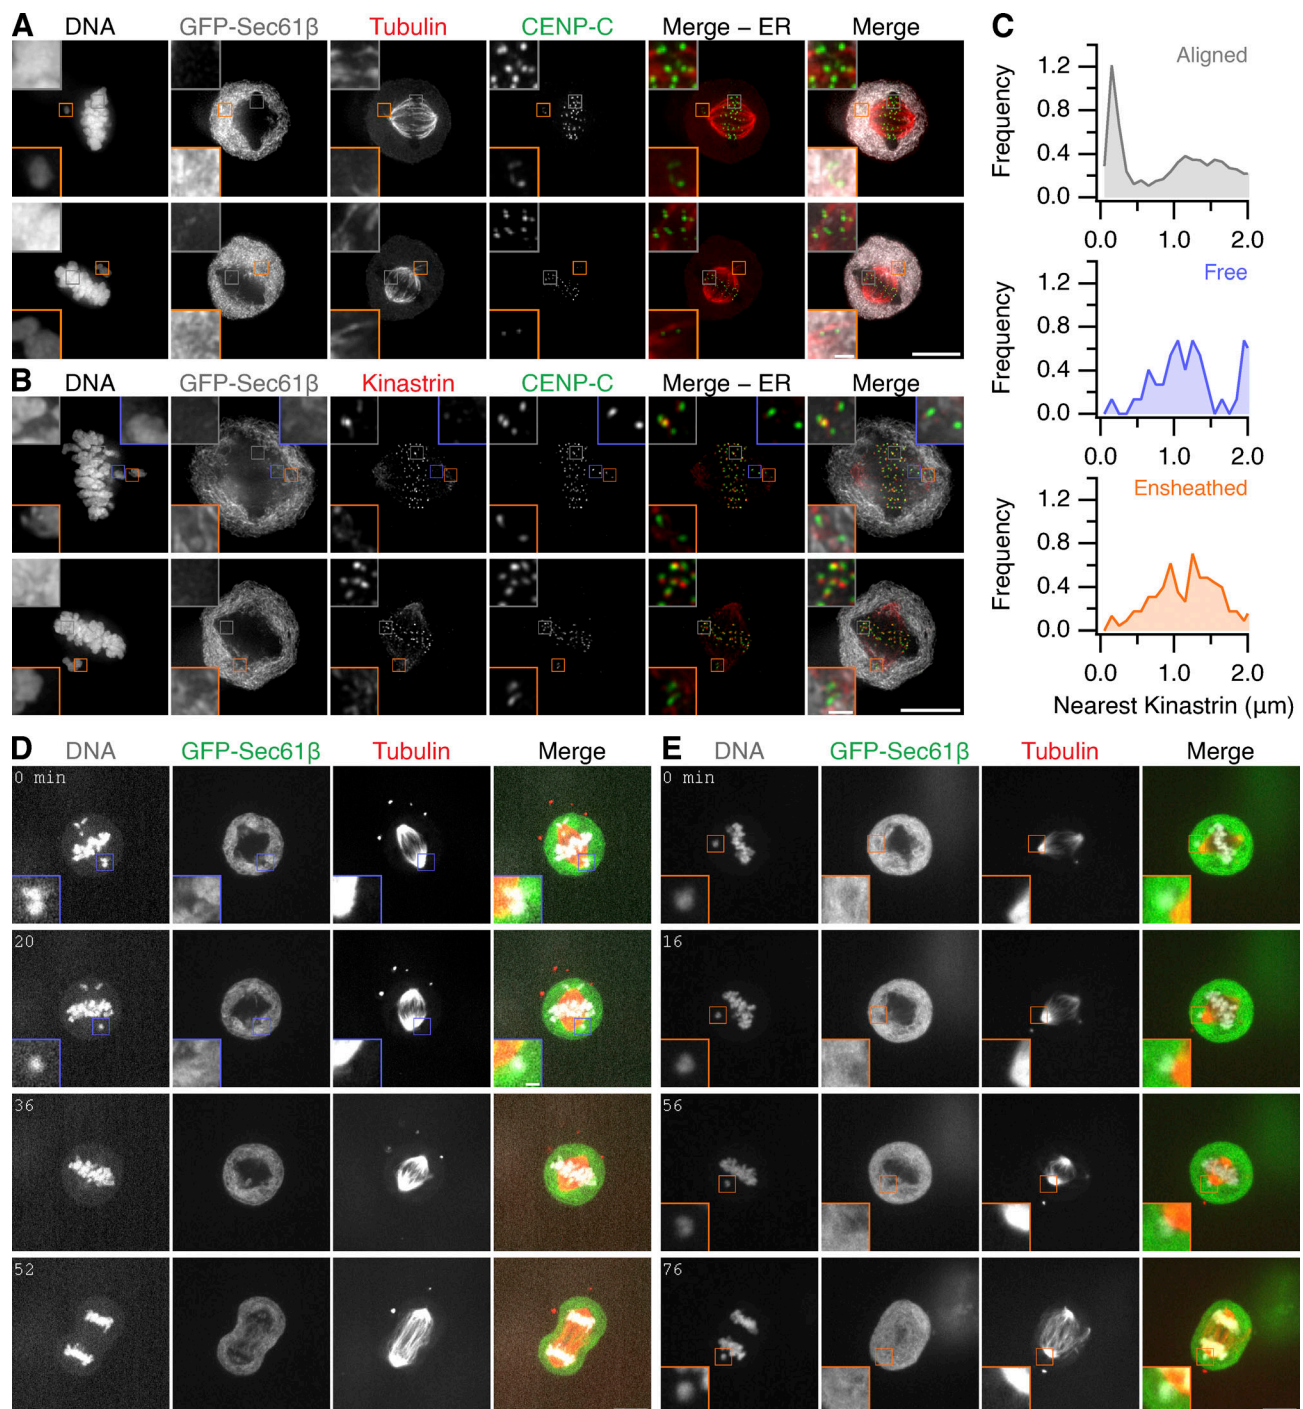 A
DNA GFP-Sec61β Tubulin CENP-C Merge – ER Merge
B
DNA GFP-Sec61β Kinastrin CENP-C Merge – ER Merge
C
Aligned
Frequency
1.2
0.8
0.4
0.0
0.0 1.0 2.0
Free
Frequency
1.2
0.8
0.4
0.0
0.0 1.0 2.0
Ensheathed
Frequency
1.2
0.8
0.4
0.0
0.0 1.0 2.0
Nearest Kinastrin (μm)
D
DNA GFP-Sec61β Tubulin Merge
0 min
20
36
52
E
DNA GFP-Sec61β Tubulin Merge
0 min
16
56
76